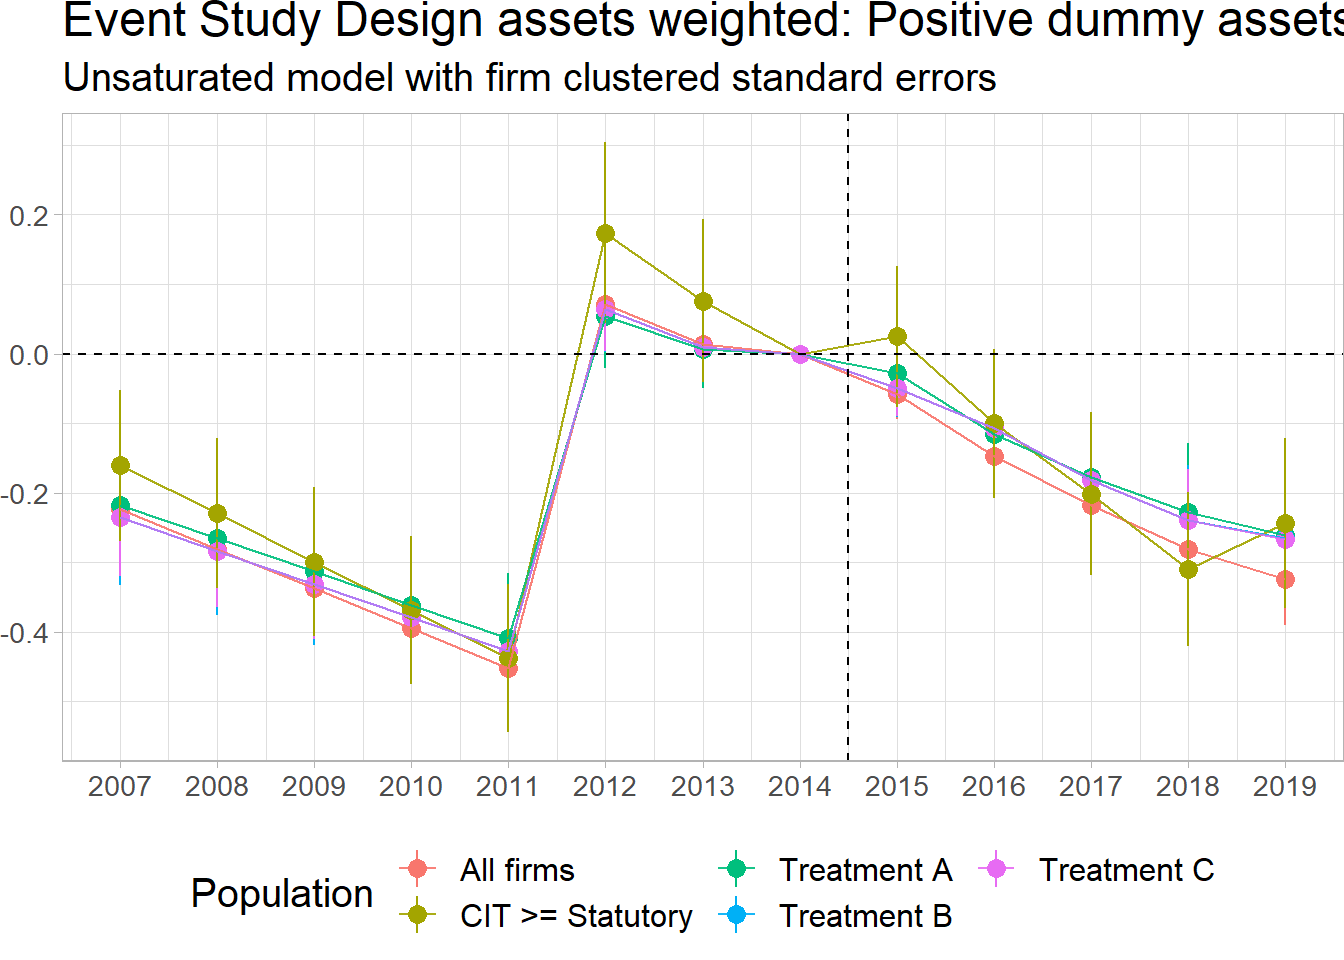 Event Study Design assets weighted: Positive dummy assets
Unsaturated model with firm clustered standard errors
0.2
0.0
-0.2
-0.4
2007 2008 2009 2010 2011 2012 2013 2014 2015 2016 2017 2018 2019
Population
All firms
Treatment A
Treatment C
CIT >= Statutory
Treatment B